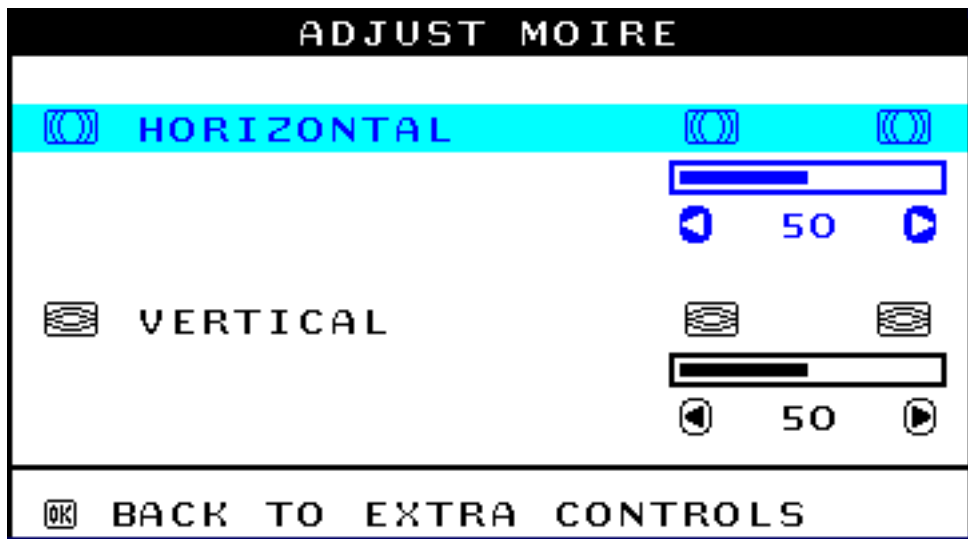 ADJUST MOIRE
HORIZONTAL
50
VERTICAL
50
OK BACK TO EXTRA CONTROLS